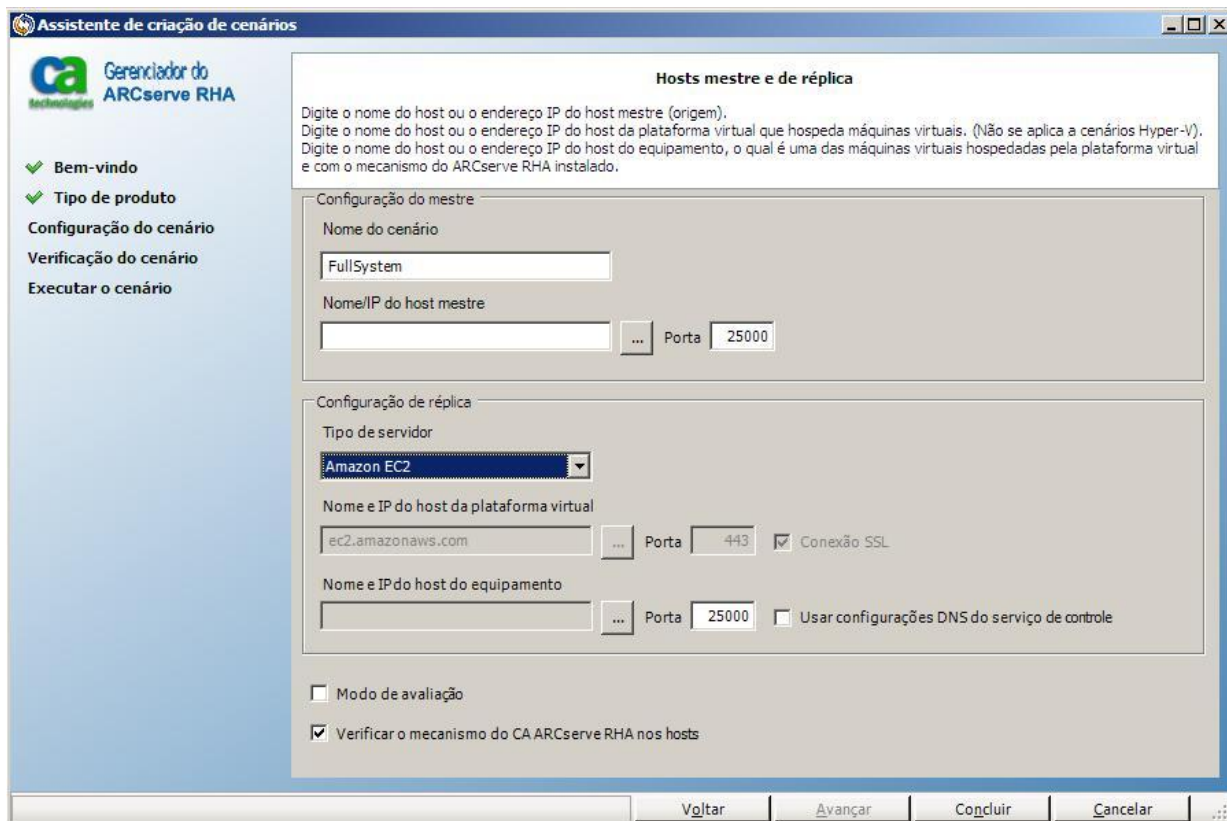 Assistente de criação de cenários
ca
technologies
Gerenciador do
ARCserve RHA
Bem-vindo
Tipo de produto
Configuração do cenário
Verificação do cenário
Executar o cenário
Hosts mestre e de réplica
Digite o nome do host ou o endereço IP do host mestre (origem).
Digite o nome do host ou o endereço IP do host da plataforma virtual que hospeda máquinas virtuais. (Não se aplica a cenários Hyper-V).
Digite o nome do host ou o endereço IP do host do equipamento, o qual é uma das máquinas virtuais hospedadas pela plataforma virtual
e com o mecanismo do ARCserve RHA instalado.
Configuração do mestre
Nome do cenário
FullSystem
Nome/IP do host mestre
... Porta 25000
Configuração de réplica
Tipo de servidor
Amazon EC2
Nome e IP do host da plataforma virtual
ec2.amazonaws.com ... Porta 443 Conexão SSL
Nome e IPdo host do equipamento
... Porta 25000 Usar configurações DNS do serviço de controle
Modo de avaliação
Verificar o mecanismo do CA ARCserve RHA nos hosts
Voltar Avançar Concluir Cancelar